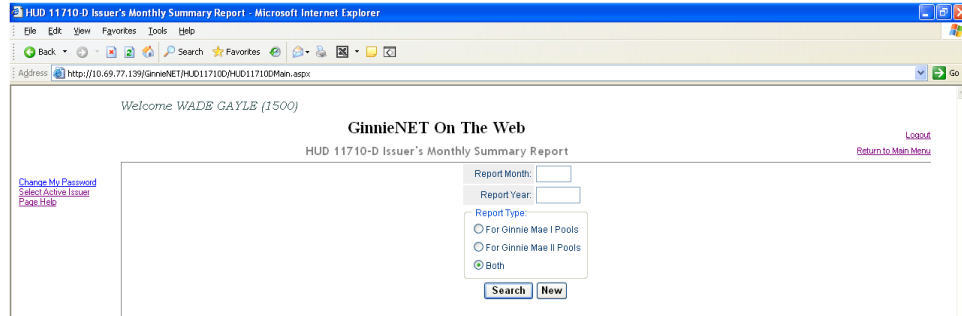 HUD 11710-D Issuer's Monthly Summary Report - Microsoft Internet Explorer
File Edit View Favorites Tools Help
Back Search Favorites
Address http://10.69.77.139/GinnieNET/HUD11710D/HUD11710DMain.aspx Go
Welcome WADE GAYLE (1500)
GinnieNET On The Web
Logout
HUD 11710-D Issuer's Monthly Summary Report
Return to Main Menu
Report Month:
Change My Password
Select Active Issuer
Report Year:
Page Help
Report Type:
For Ginnie Mae I Pools
For Ginnie Mae II Pools
Both
Search New